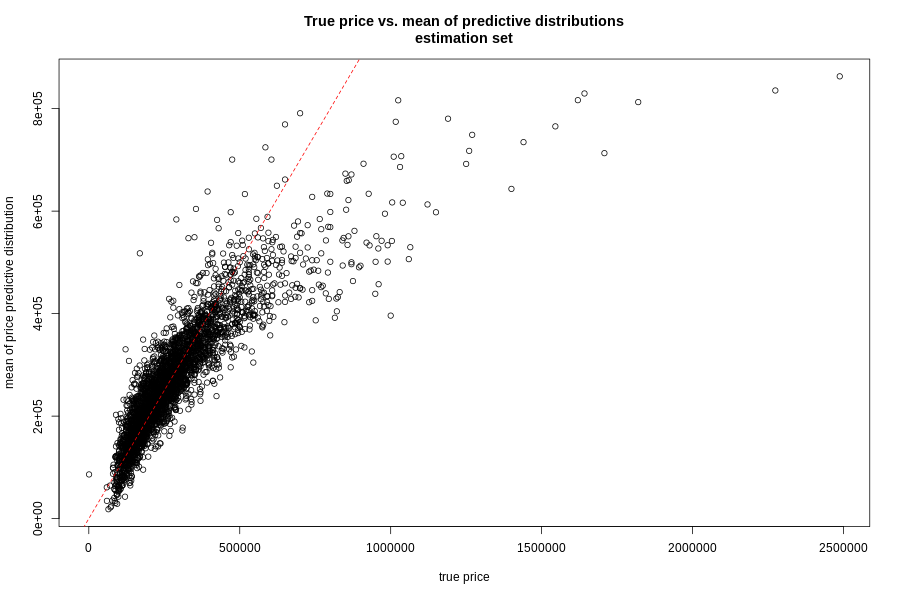 True price vs. mean of predictive distributions
estimation set
mean of price predictive distribution
8e+05
6e+05
4e+05
2e+05
0e+00
0
500000
1000000
1500000
2000000
2500000
true price